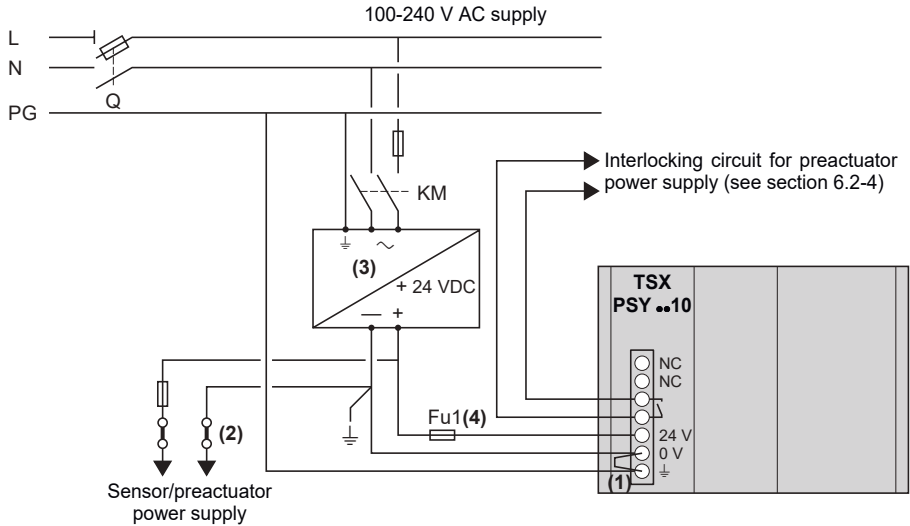 100-240 V AC supply
L
N
Q
PG
Interlocking circuit for preactuator
power supply (see section 6.2-4)
KM
(3)
+ 24 VDC
— +
TSX
PSY ••10
NC
NC
Fu1(4)
24 V
0 V
(2)
(1)
Sensor/preactuator
power supply